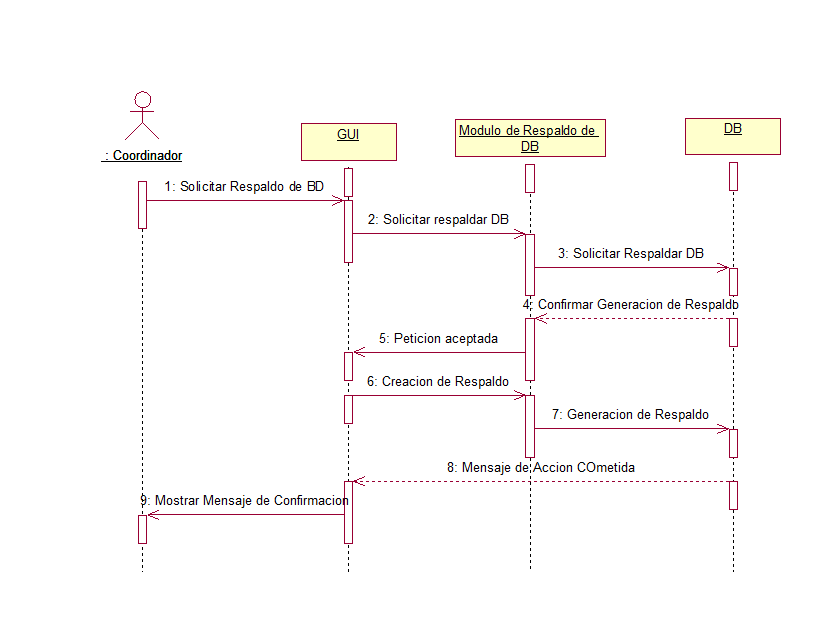 : Coordinador
GUI
Modulo de Respaldo de
DB
DB
1: Solicitar Respaldo de BD
2: Solicitar respaldar DB
3: Solicitar Respaldar DB
4: Confirmar Generacion de Respaldo
5: Peticion aceptada
6: Creacion de Respaldo
7: Generacion de Respaldo
8: Mensaje de Accion COmetida
9: Mostrar Mensaje de Confirmacion